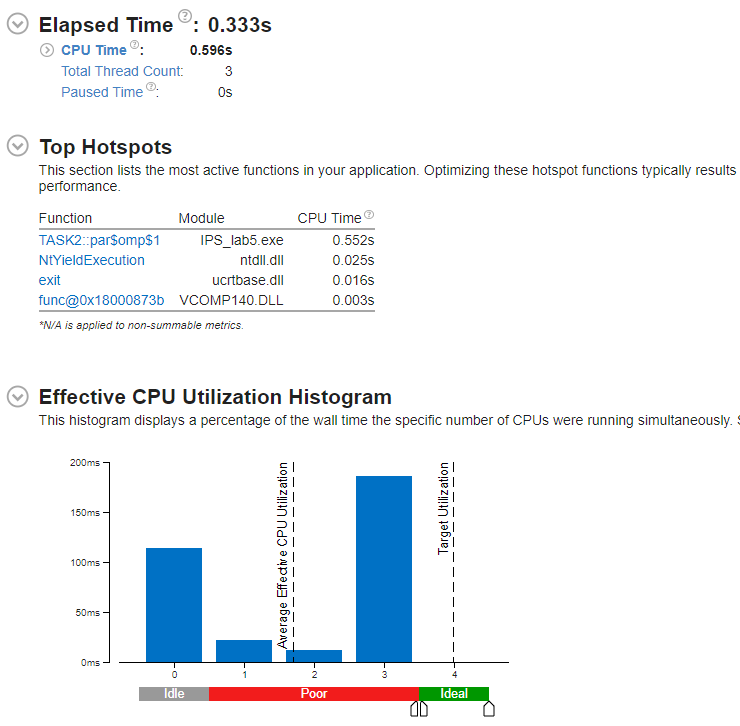 Elapsed Time ?: 0.333s
CPU Time ?: 0.596s
Total Thread Count: 3
Paused Time ?: 0s
Top Hotspots
This section lists the most active functions in your application. Optimizing these hotspot functions typically results
performance.
Function Module CPU Time ?
TASK2::par$omp$1 IPS_lab5.exe 0.552s
NtYieldExecution ntdll.dll 0.025s
exit ucrtbase.dll 0.016s
func@0x18000873b VCOMP140.DLL 0.003s
*N/A is applied to non-summable metrics.
Effective CPU Utilization Histogram
This histogram displays a percentage of the wall time the specific number of CPUs were running simultaneously. S
200ms
150ms
100ms
50ms
0ms
Average Effective CPU Utilization
Target Utilization
0 1 2 3 4
Idle Poor Ideal